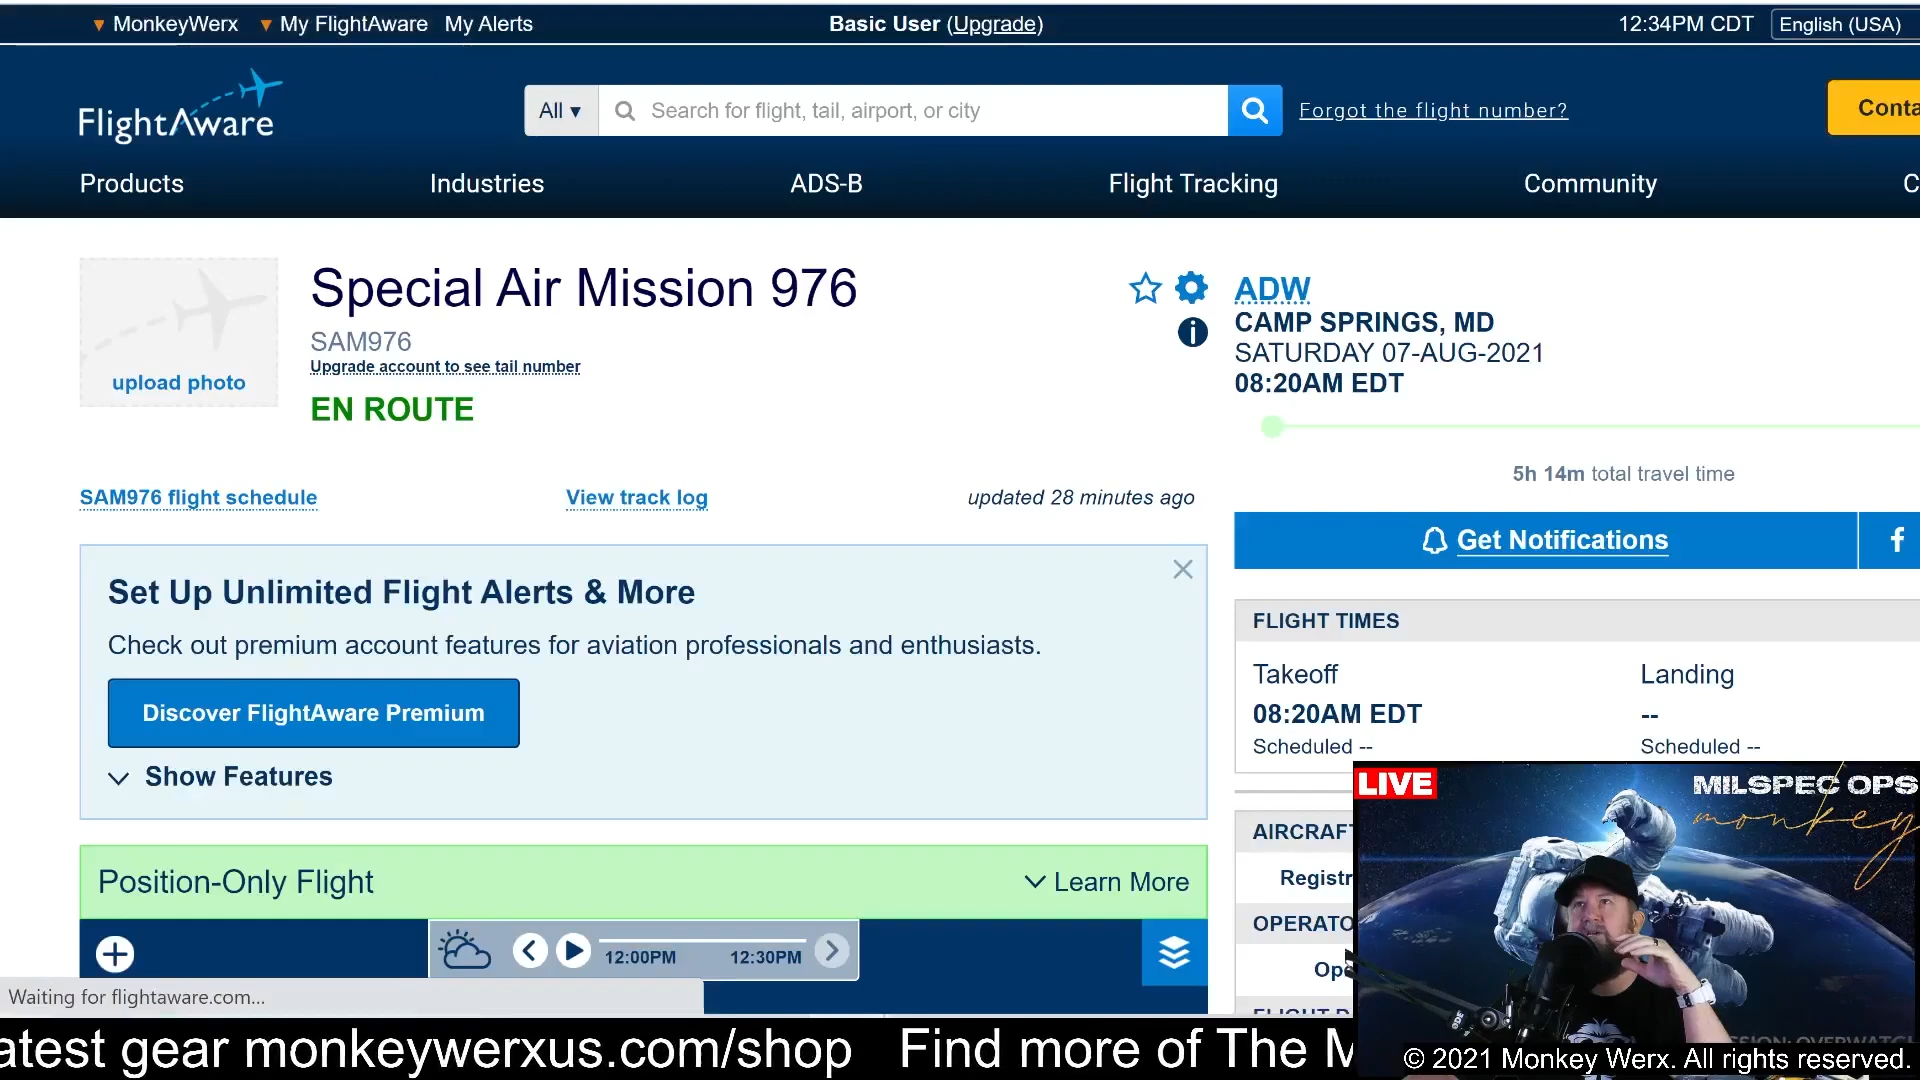 ▼ MonkeyWerx ▼ My FlightAware My Alerts
Basic User (Upgrade)
12:34PM CDT English (USA)
FlightAware
All ▾ Search for flight, tail, airport, or city
Forgot the flight number?
Conta
Products Industries ADS-B Flight Tracking Community C
upload photo
Special Air Mission 976
SAM976
Upgrade account to see tail number
EN ROUTE
ADW
CAMP SPRINGS, MD
SATURDAY 07-AUG-2021
08:20AM EDT
5h 14m total travel time
SAM976 flight schedule View track log updated 28 minutes ago
Get Notifications
Set Up Unlimited Flight Alerts & More
Check out premium account features for aviation professionals and enthusiasts.
Discover FlightAware Premium
Show Features
FLIGHT TIMES
Takeoff Landing
08:20AM EDT --
Scheduled -- Scheduled --
AIRCRAF
Registr
OPERATO
Op
Position-Only Flight Learn More
12:00PM 12:30PM
Waiting for flightaware.com...
LIVE
MILSPEC OPS
monkey
atest gear monkeywerxus.com/shop Find more of The M
© 2021 Monkey Werx. All rights reserved.